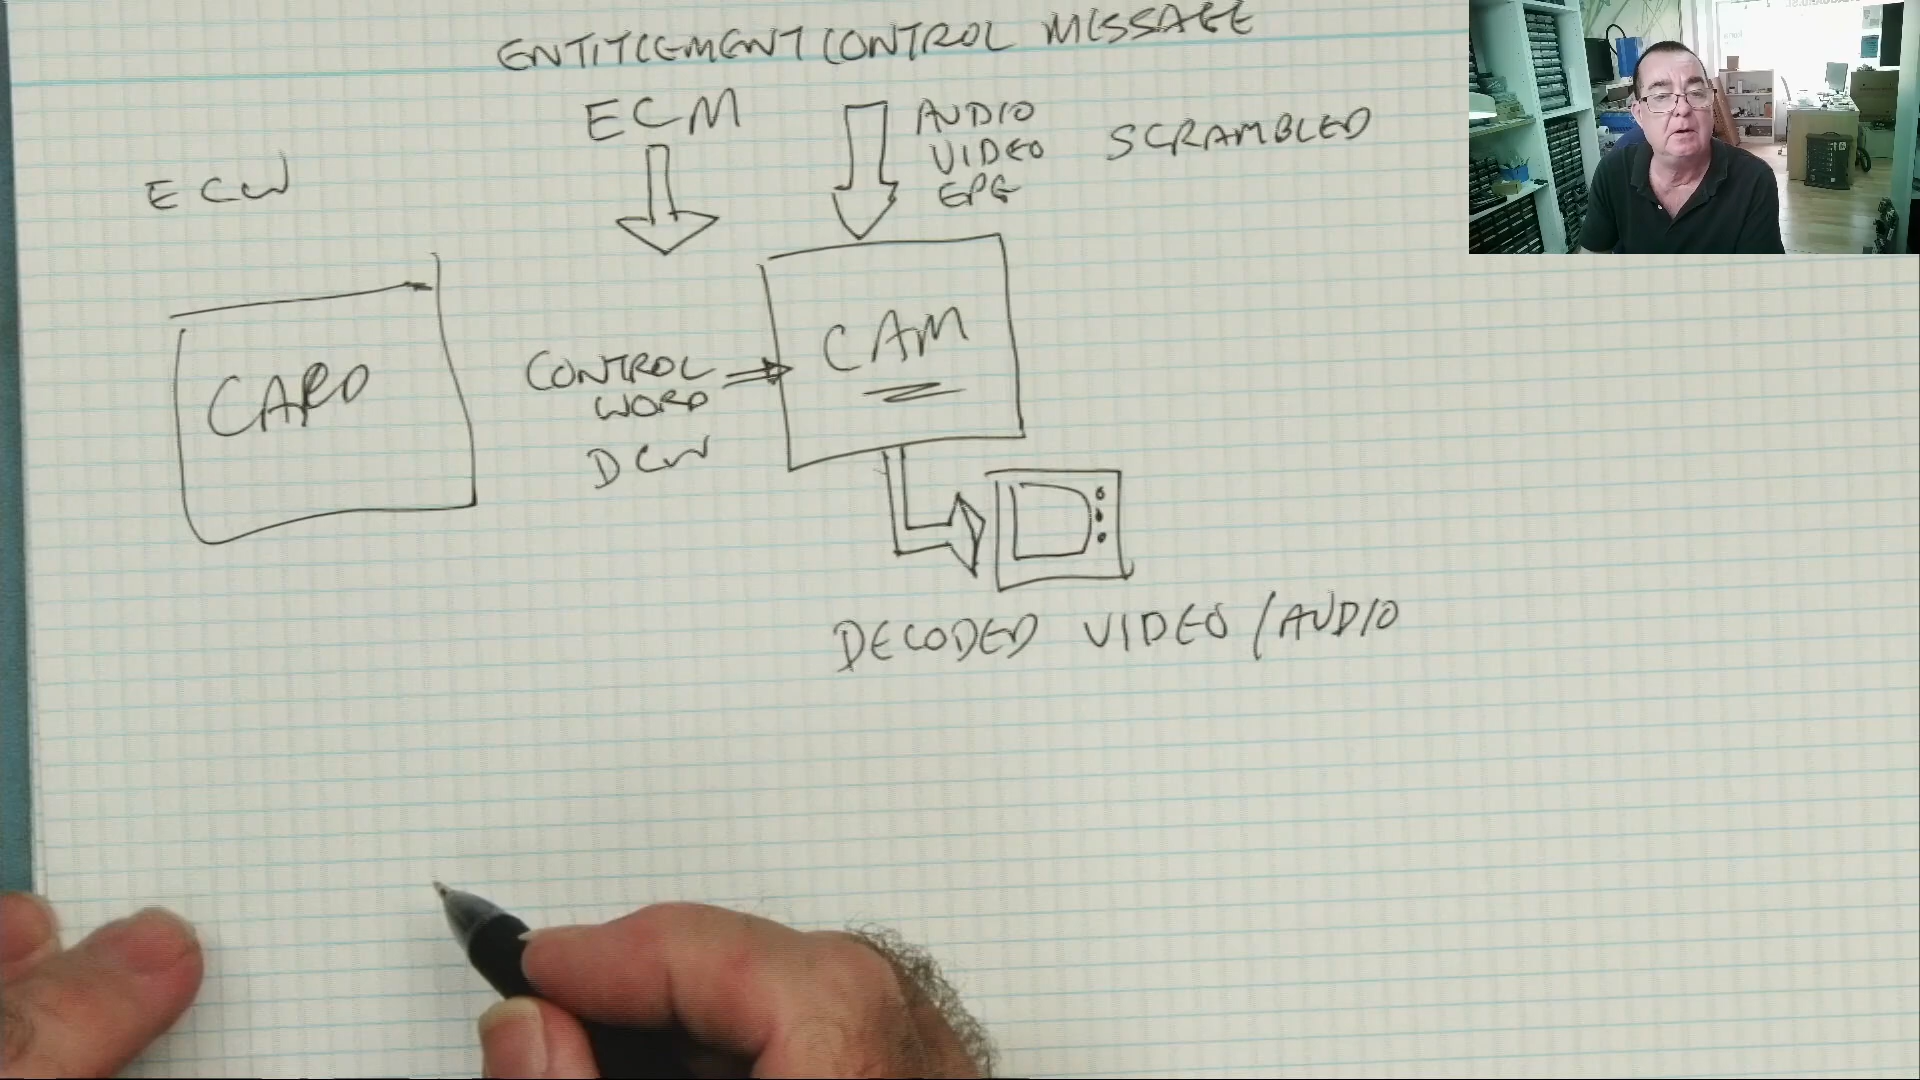 ENTITLEMENT CONTROL MESSAGE
ECM
AUDIO
VIDEO
EPG
SCRAMBLED
ECW
CARD
CONTROL
WORD
DCW
CAM
DECODED VIDEO / AUDIO